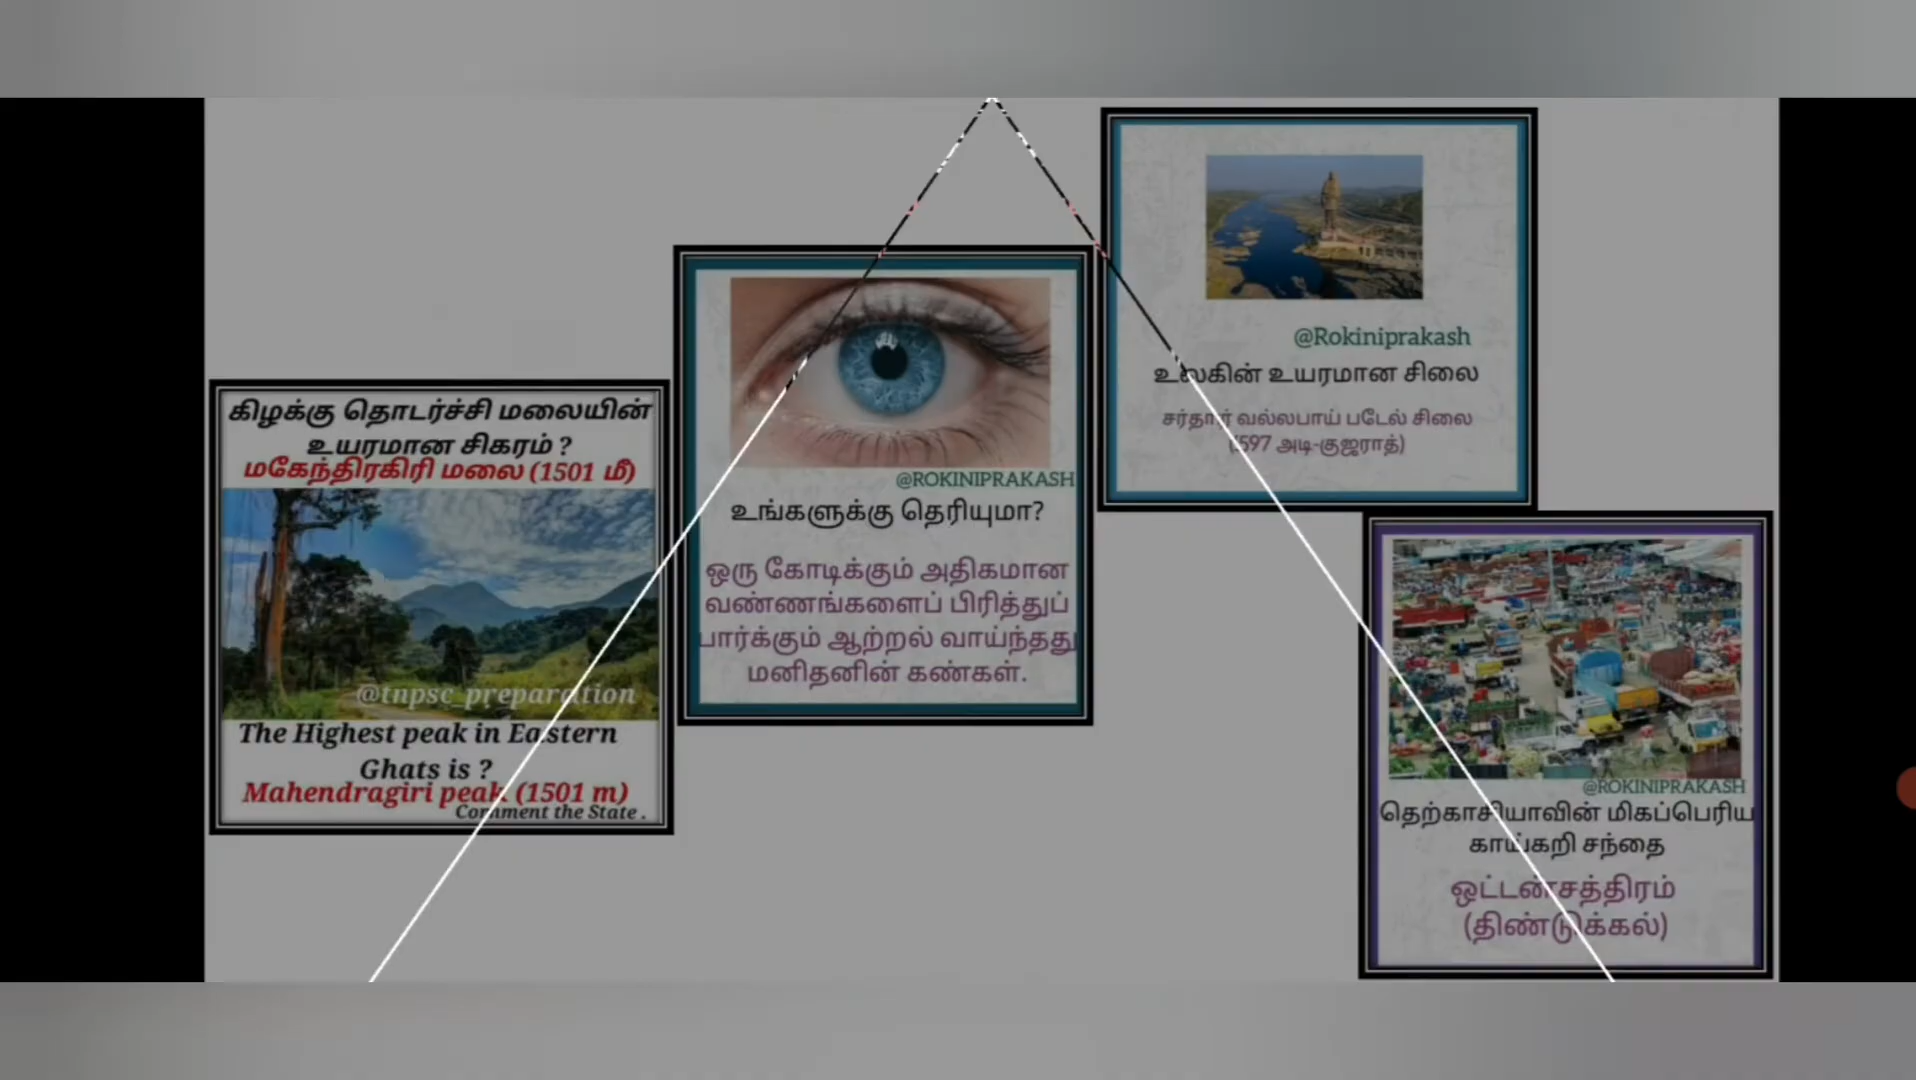 கிழக்கு தொடர்ச்சி மலையின்
உயரமான சிகரம் ?
மகேந்திரகிரி மலை (1501 மீ)
@tnpsc_preparation
The Highest peak in Eastern
Ghats is ?
Mahendragiri peak (1501 m)
Comment the State .
@ROKINIPRAKASH
உங்களுக்கு தெரியுமா?
ஒரு கோடிக்கும் அதிகமான
வண்ணங்களைப் பிரித்துப்
பார்க்கும் ஆற்றல் வாய்ந்தது
மனிதனின் கண்கள்.
@Rokiniprakash
உலகின் உயரமான சிலை
சர்தார் வல்லபாய் படேல் சிலை
(597 அடி-குஜராத்)
@ROKINIPRAKASH
தெற்காசியாவின் மிகப்பெரிய
காய்கறி சந்தை
ஒட்டன்சத்திரம்
(திண்டுக்கல்)